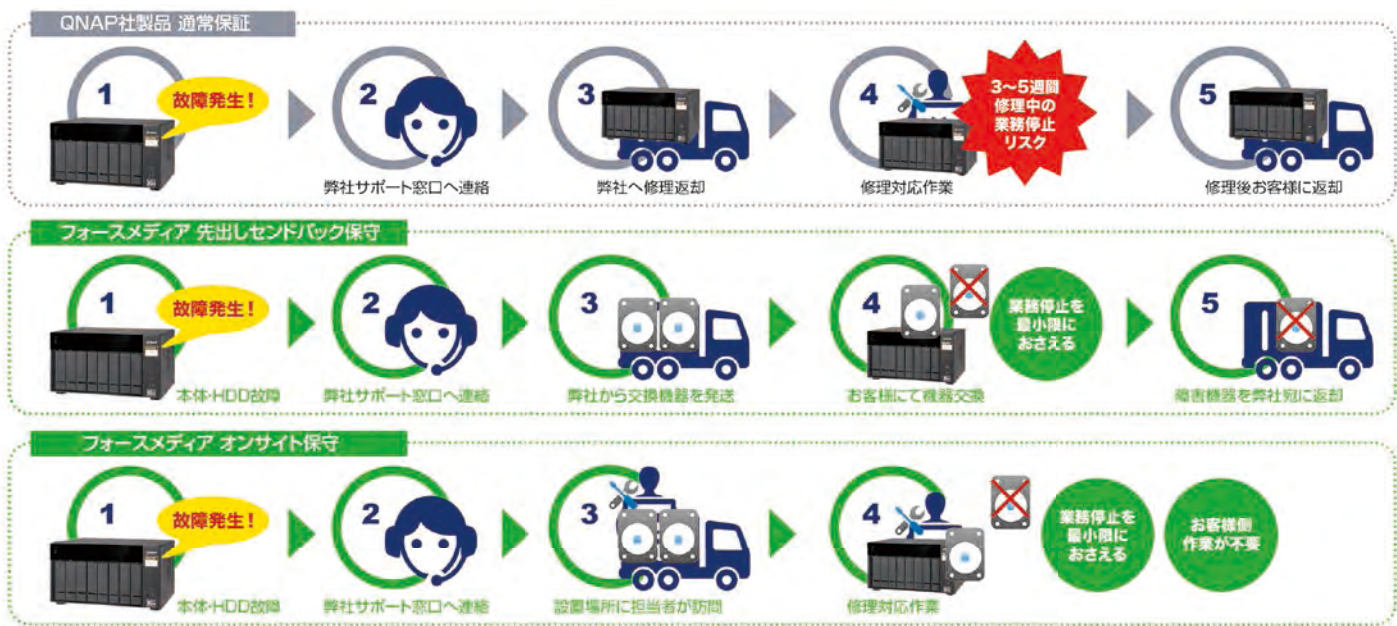 QNAP社製品 通常保証
1
故障発生！
2
弊社サポート窓口へ連絡
3
弊社へ修理返却
4
修理対応作業
3～5週間
修理中の
業務停止
リスク
5
修理後お客様に返却
フォースメディア 先出しセンドバック保守
1
故障発生！
本体・HDD故障
2
弊社サポート窓口へ連絡
3
弊社から交換機器を発送
4
お客様にて機器交換
業務停止を
最小限に
おさえる
5
障害機器を弊社宛に返却
フォースメディア オンサイト保守
1
故障発生！
本体・HDD故障
2
弊社サポート窓口へ連絡
3
設置場所に担当者が訪問
4
修理対応作業
業務停止を
最小限に
おさえる
お客様側
作業が不要